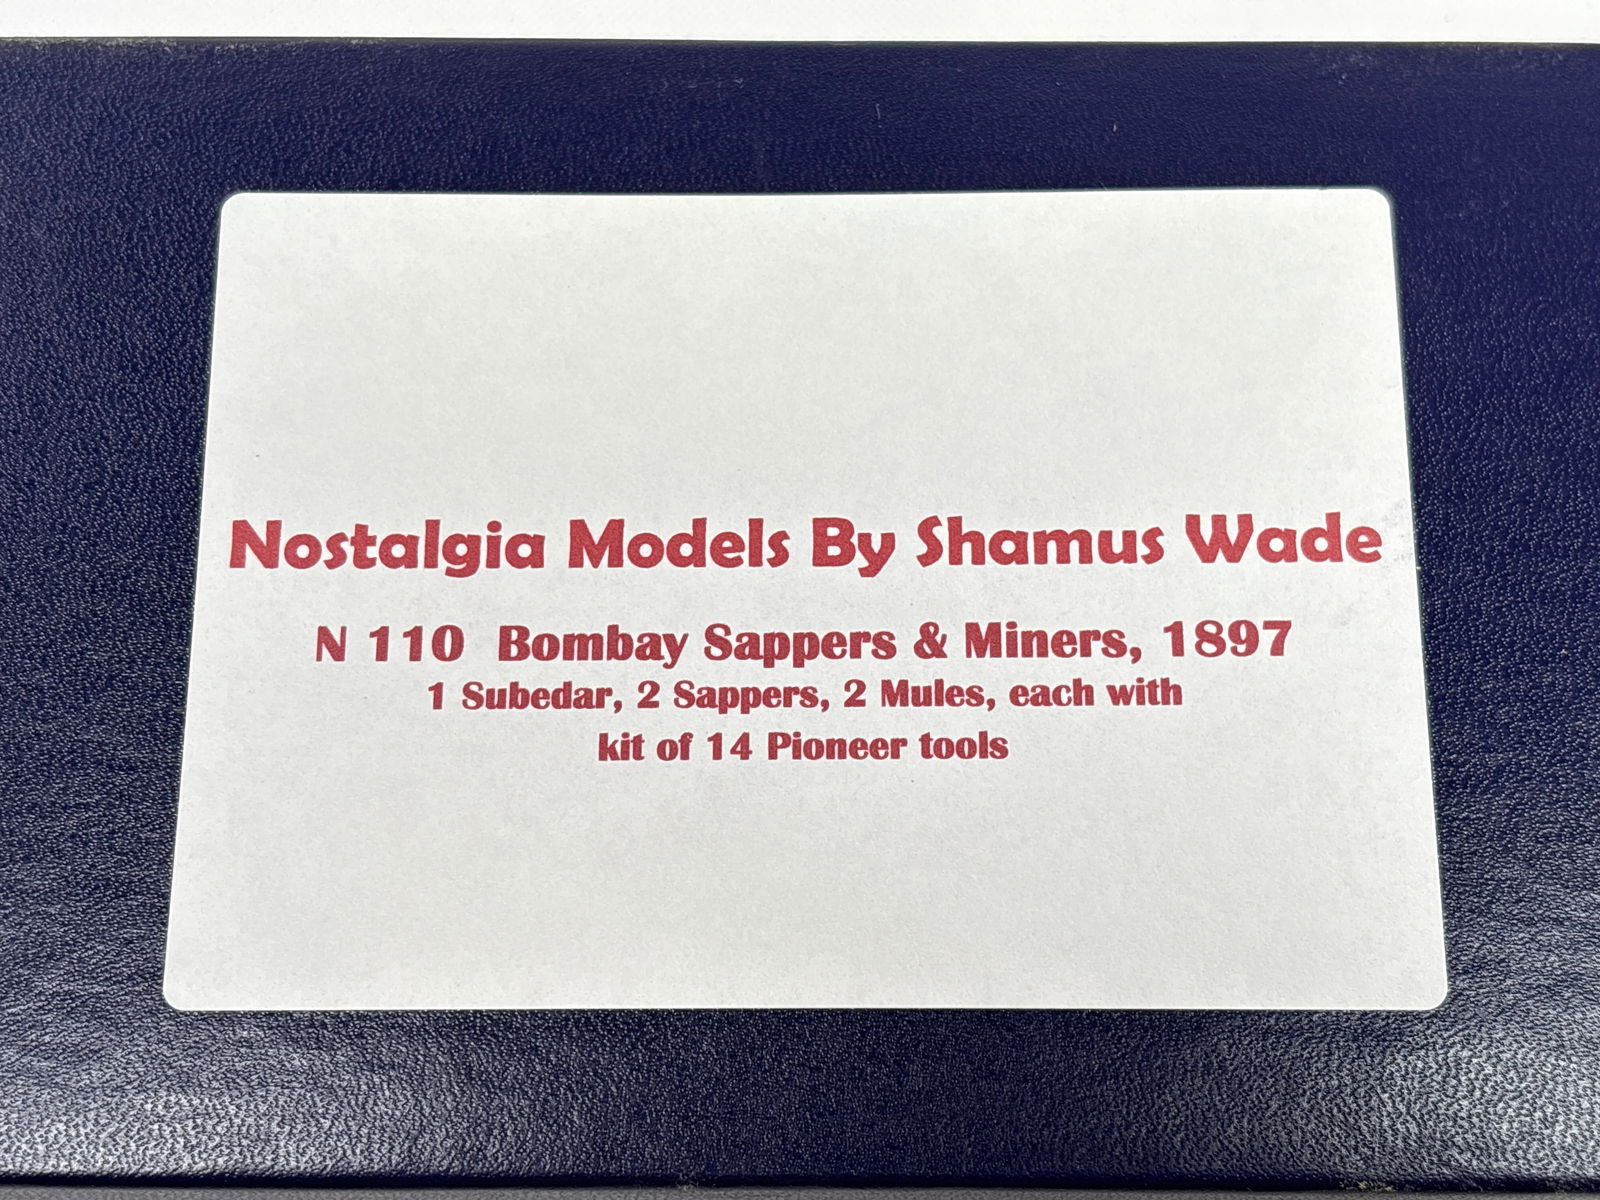 Nostalgia Models By Shamus Wade
N 110 Bombay Sappers & Miners, 1897
1 Subedar, 2 Sappers, 2 Mules, each with
kit of 14 Pioneer tools